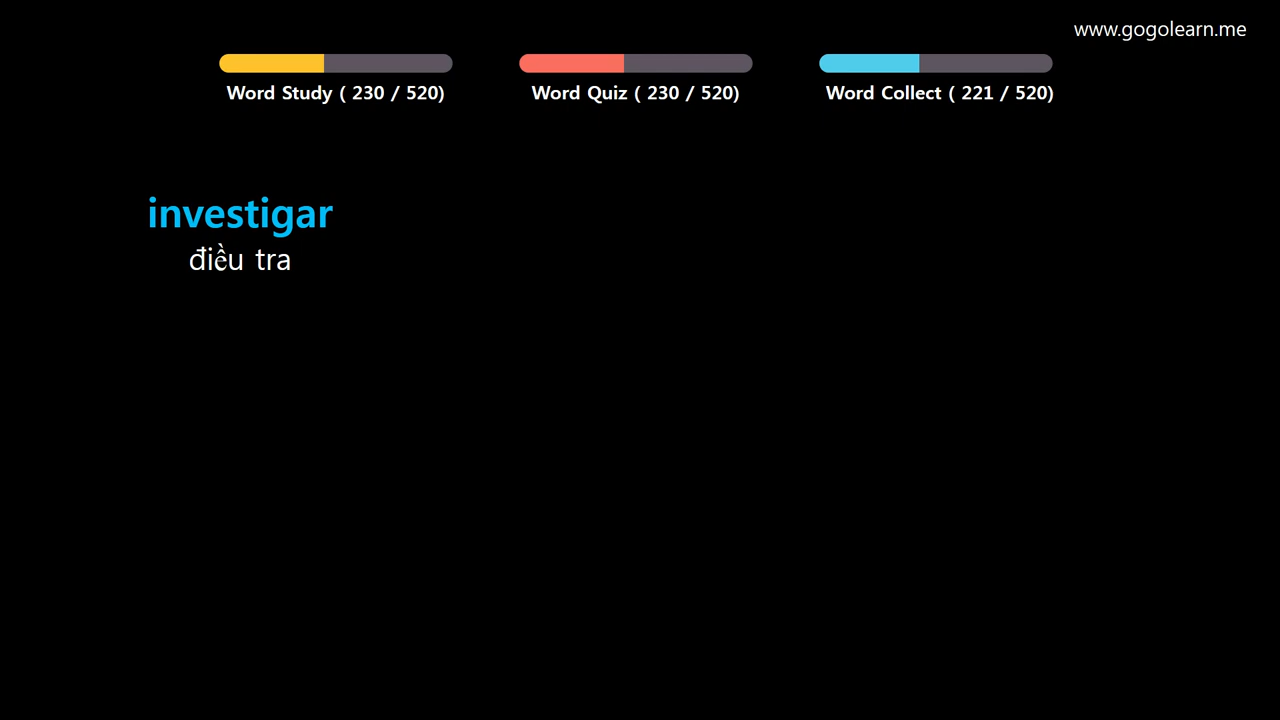 www.gogolearn.me
Word Study ( 230 / 520)
Word Quiz ( 230 / 520)
Word Collect ( 221 / 520)
investigar
điều tra